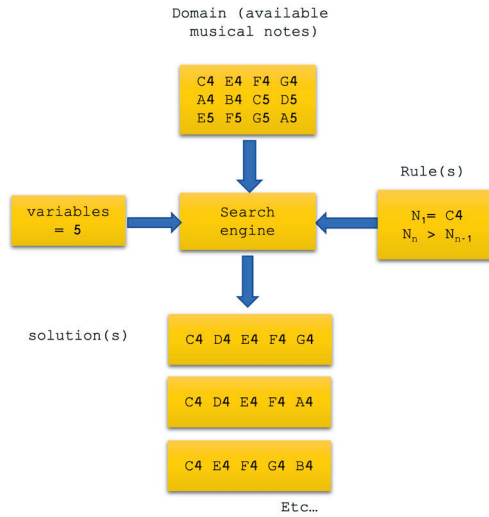 Domain (available
musical notes)
C4 E4 F4 G4
A4 B4 C5 D5
E5 F5 G5 A5
Rule(s)
variables
= 5
Search
engine
N₁= C4
Nₙ > Nₙ₋₁
solution(s)
C4 D4 E4 F4 G4
C4 D4 E4 F4 A4
C4 E4 F4 G4 B4
Etc…